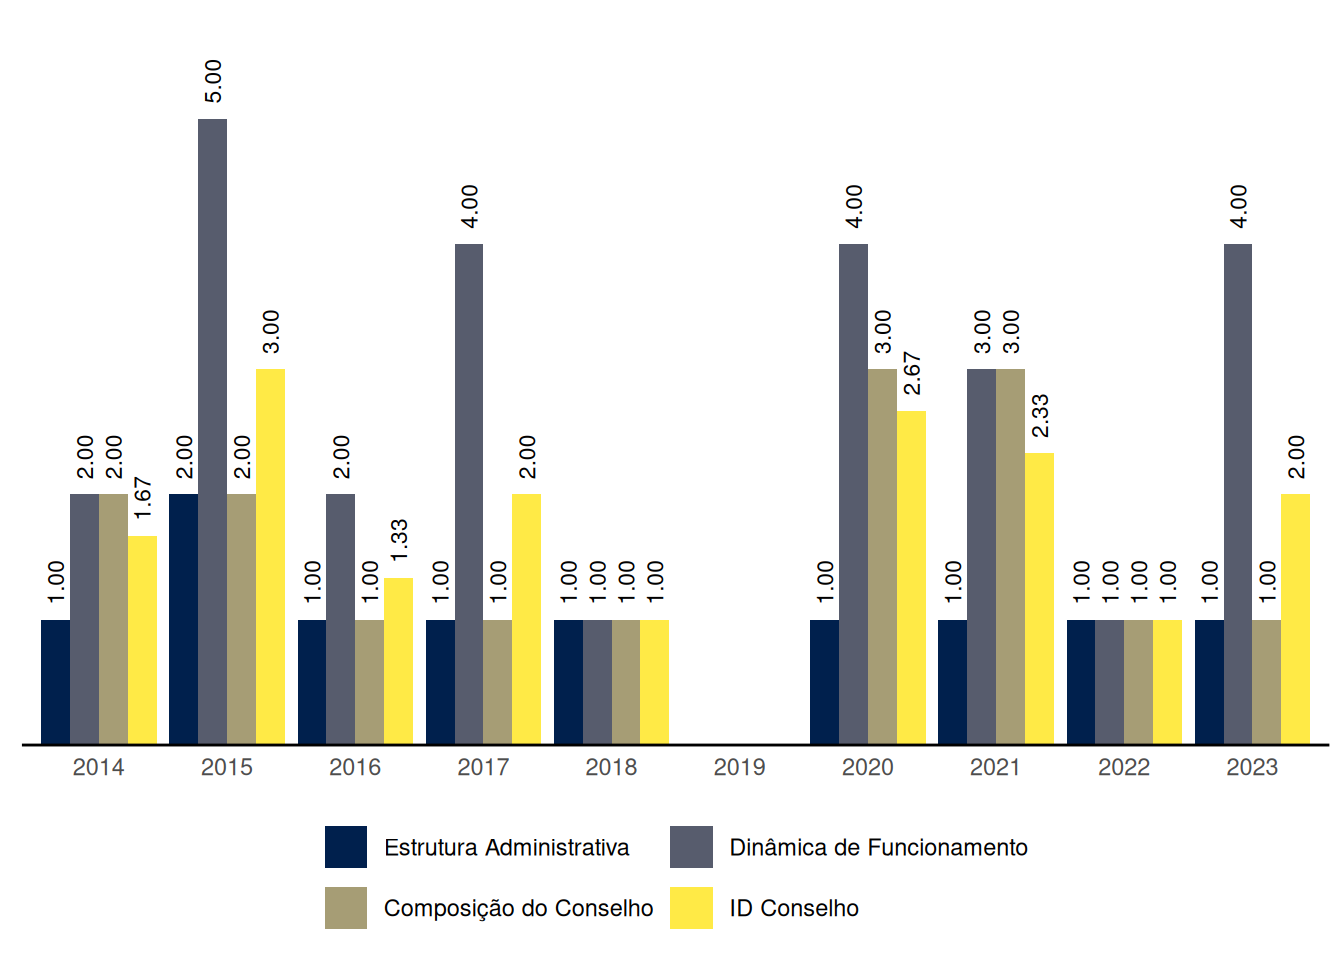 5.00
4.00 4.00 4.00
3.00 3.00 3.00 3.00
2.67
2.33
2.00 2.00 2.00 2.00 2.00 2.00 2.00
1.67
1.33
1.00 1.00 1.00 1.00 1.00 1.00 1.00 1.00 1.00 1.00 1.00 1.00 1.00 1.00 1.00 1.00 1.00
2014 2015 2016 2017 2018 2019 2020 2021 2022 2023
Estrutura Administrativa Dinâmica de Funcionamento
Composição do Conselho ID Conselho